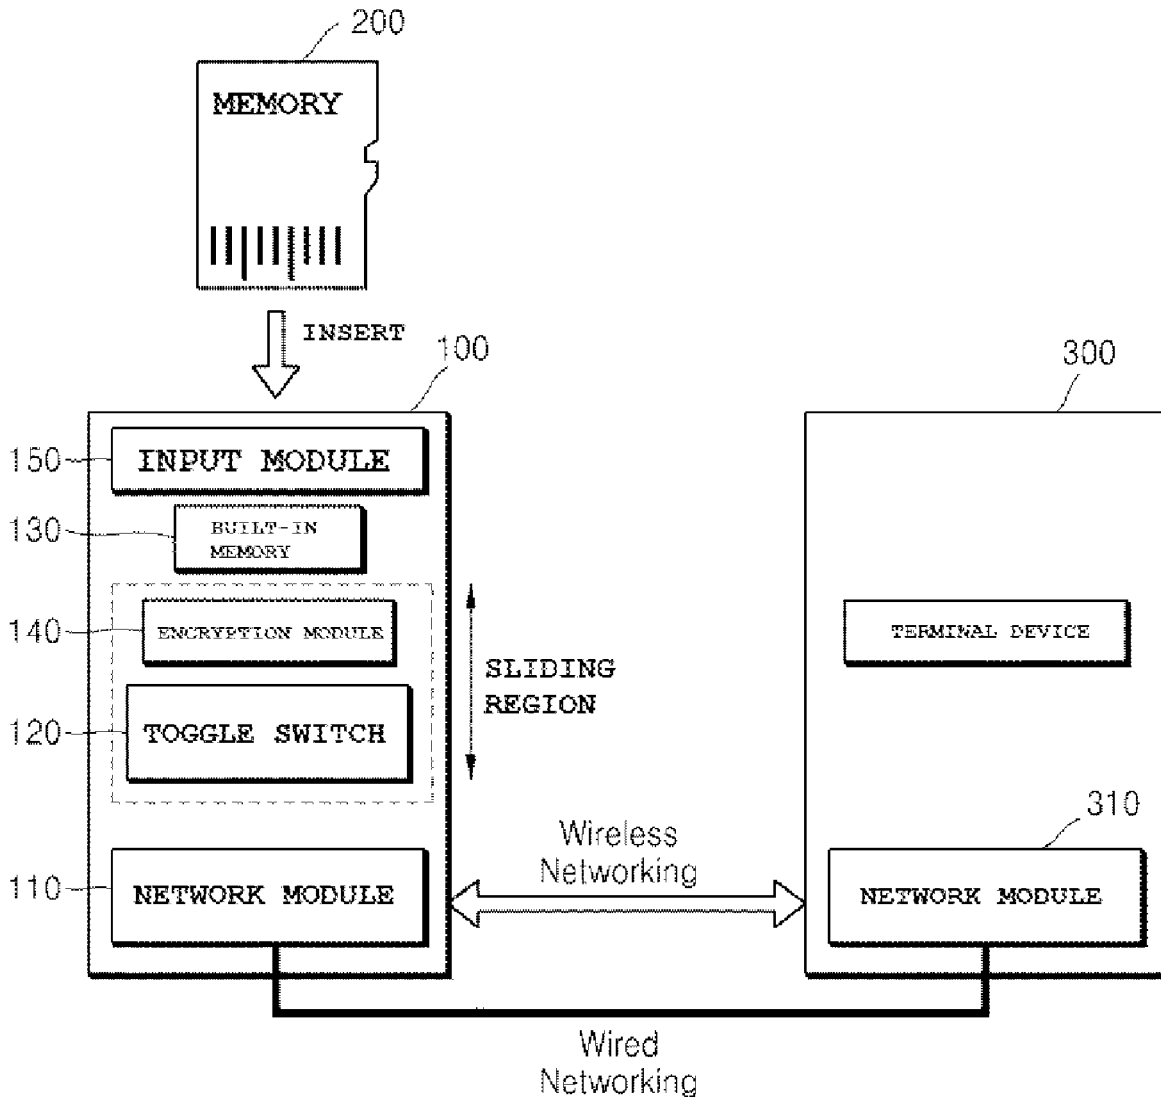 200
MEMORY
INSERT
100
300
150
INPUT MODULE
130
BUILT-IN
MEMORY
140
ENCRYPTION MODULE
TERMINAL DEVICE
SLIDING
REGION
120
TOGGLE SWITCH
310
Wireless
Networking
110
NETWORK MODULE
NETWORK MODULE
Wired
Networking